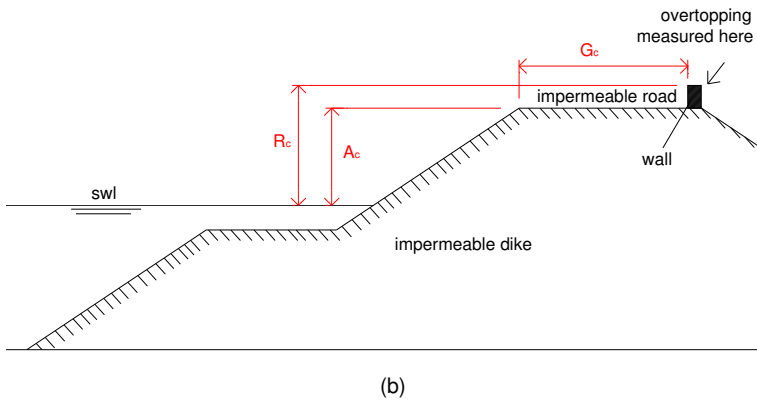 overtopping
measured here
Gc
impermeable road
Rc
Ac
wall
swl
impermeable dike
(b)